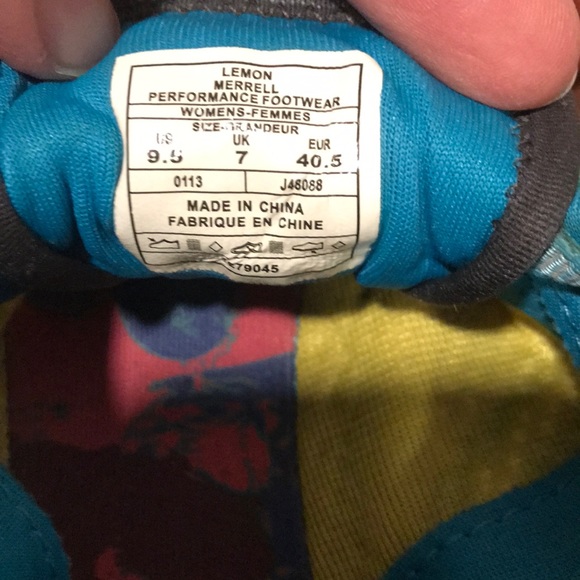 LEMON
MERRELL
PERFORMANCE FOOTWEAR
WOMENS-FEMMES
SIZE-GRANDEUR
US UK EUR
9.5 7 40.5
0113 J46088
MADE IN CHINA
FABRIQUE EN CHINE
79045